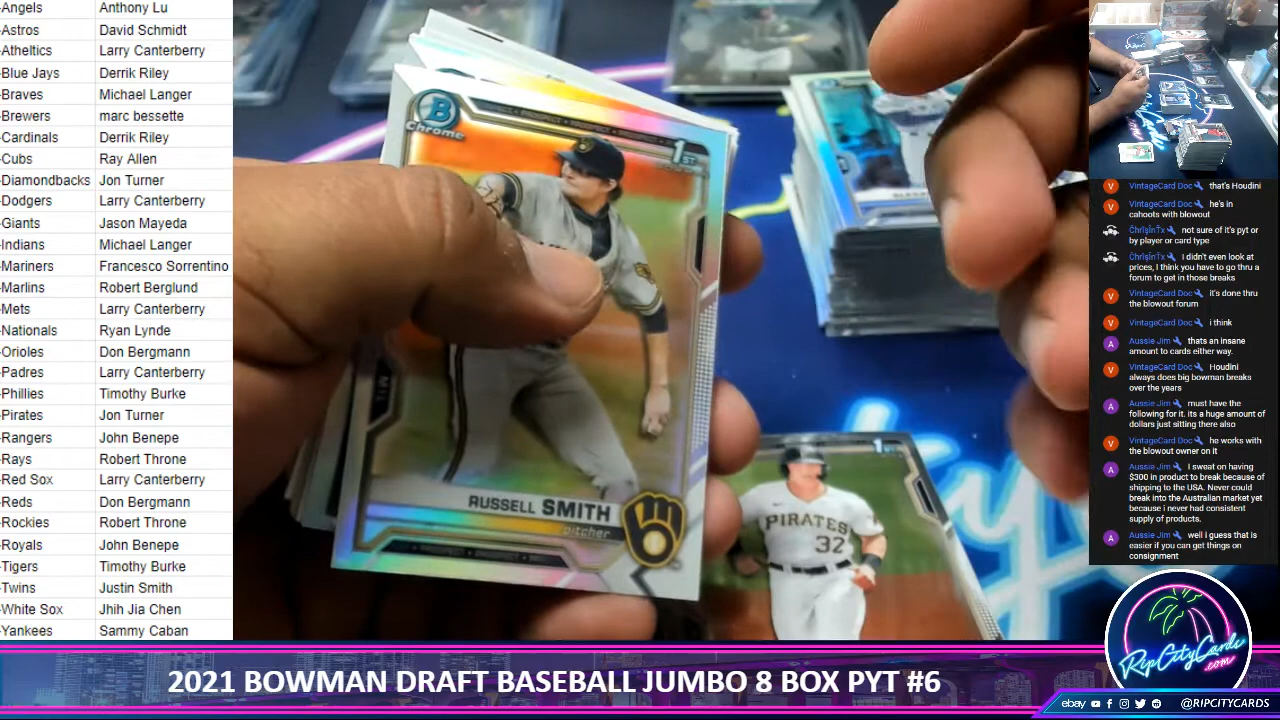 -Angels Anthony Lu
-Astros David Schmidt
-Atheltics Larry Canterberry
-Blue Jays Derrik Riley
-Braves Michael Langer
-Brewers marc bessette
-Cardinals Derrik Riley
-Cubs Ray Allen
-Diamondbacks Jon Turner
-Dodgers Larry Canterberry
-Giants Jason Mayeda
-Indians Michael Langer
-Mariners Francesco Sorrentino
-Marlins Robert Berglund
-Mets Larry Canterberry
-Nationals Ryan Lynde
-Orioles Don Bergmann
-Padres Larry Canterberry
-Phillies Timothy Burke
-Pirates Jon Turner
-Rangers John Benepe
-Rays Robert Throne
-Red Sox Larry Canterberry
-Reds Don Bergmann
-Rockies Robert Throne
-Royals John Benepe
-Tigers Timothy Burke
-Twins Justin Smith
-White Sox Jhih Jia Chen
-Yankees Sammy Caban
B
Chrome
PROSPECT
1ST
RUSSELL SMITH
pitcher
1ST
PIRATES
32
V VintageCard Doc that's Houdini
V VintageCard Doc he's in
cahoots with blowout
not sure of it's pyt or
by player or card type
I didn't even look at
prices, I think you have to go thru a
forum to get in those breaks
V VintageCard Doc it's done thru
the blowout forum
V VintageCard Doc i think
A Aussie Jim thats an insane
amount to cards either way.
V VintageCard Doc Houdini
always does big bowman breaks
over the years
A Aussie Jim must have the
following for it. its a huge amount of
dollars just sitting there also
V VintageCard Doc he works with
the blowout owner on it
A Aussie Jim I sweat on having
$300 in product to break because of
shipping to the USA. Never could
break into the Australian market yet
because i never had consistent
supply of products.
A Aussie Jim well I guess that is
easier if you can get things on
consignment
RipCityCards
.com
2021 BOWMAN DRAFT BASEBALL JUMBO 8 BOX PYT #6
ebay @RIPCITYCARDS